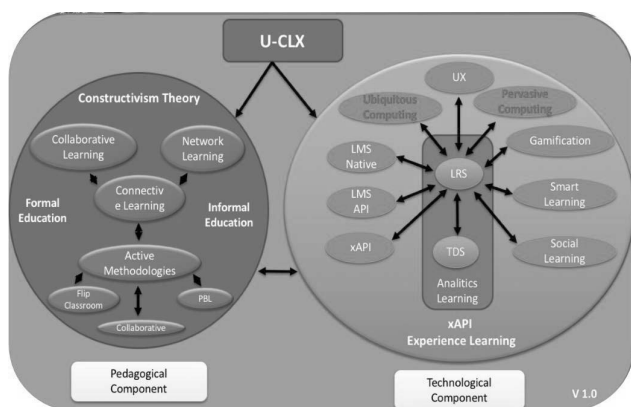 U-CLX
Constructivism Theory
Collaborative
Learning
Network
Learning
Connectiv
e Learning
Formal
Education
Informal
Education
Active
Methodologies
Flip
Classroom
PBL
Collaborative
Pedagogical
Component
UX
Ubiquitous
Computing
Pervasive
Computing
LMS
Native
LRS
Gamification
LMS
API
Smart
Learning
xAPI
TDS
Social
Learning
Analitics
Learning
xAPI
Experience Learning
Technological
Component
V 1.0